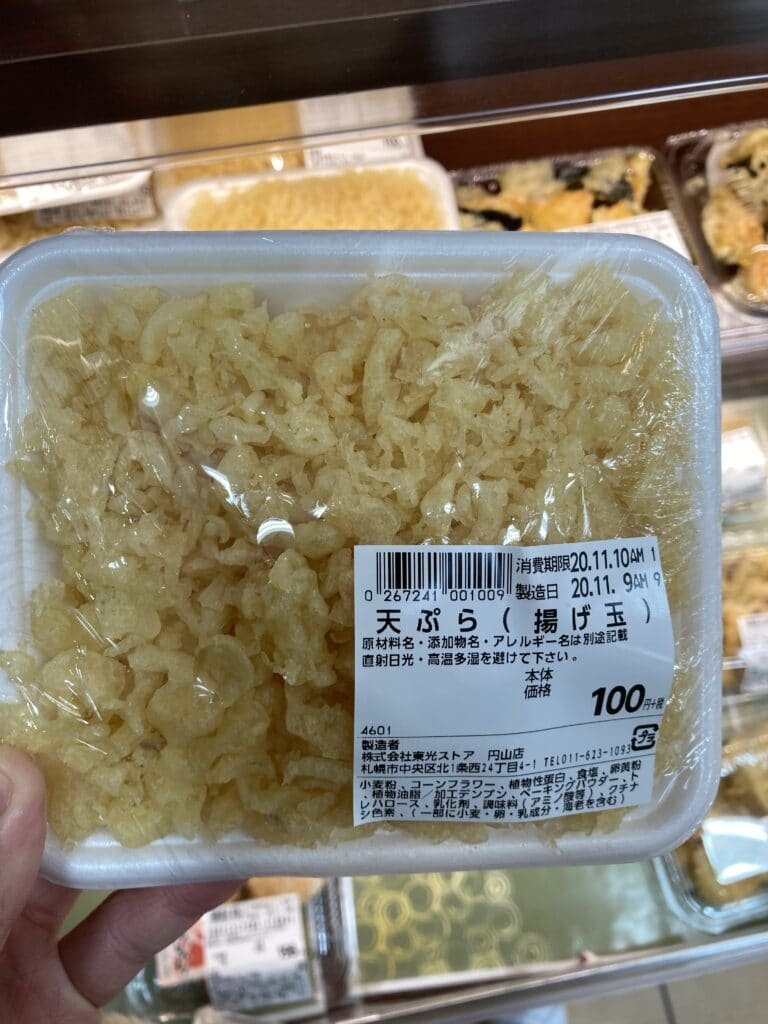 消費期限20.11.10AM 1
0 267241 001009
製造日 20.11. 9AM 9
天ぷら(揚げ玉)
原材料名・添加物名・アレルギー名は別途記載
直射日光・高温多湿を避けて下さい。
本体
価格
100円+税
4601
プラ
製造者
株式会社東光ストア 円山店
札幌市中央区北1条西24丁目4-1 TEL011-623-1093
小麦粉、コーンフラワー、植物性蛋白、食塩、卵黄粉
、植物油脂/加工デンプン、ベーキングパウダー、ト
レハロース、乳化剤、調味料(アミノ酸等)、クチナ
シ色素、(一部に小麦・卵・乳成分・海老を含む)